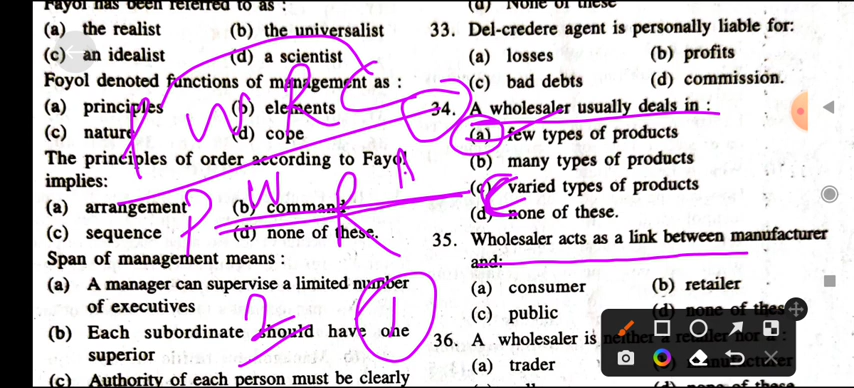 Fayol has been referred to as :
(a) the realist
(b) the universalist
(c) an idealist
(d) a scientist
Foyol denoted functions of management as :
(a) principles
(b) elements
(c) nature
(d) cope
The principles of order according to Fayol
implies:
(a) arrangement
(b) command
(c) sequence
(d) none of these.
Span of management means :
(a) A manager can supervise a limited number
of executives
(b) Each subordinate should have one
superior
(c) Authority of each person must be clearly
(d) None of these
33. Del-credere agent is personally liable for:
(a) losses
(b) profits
(c) bad debts
(d) commission.
34. A wholesaler usually deals in :
(a) few types of products
(b) many types of products
(c) varied types of products
(d) none of these.
35. Wholesaler acts as a link between manufacturer
and:
(a) consumer
(b) retailer
(c) public
(d) none of thes
36. A wholesaler is neither a retailer nor a :
(a) trader
P W R C
P W R A C
2
1